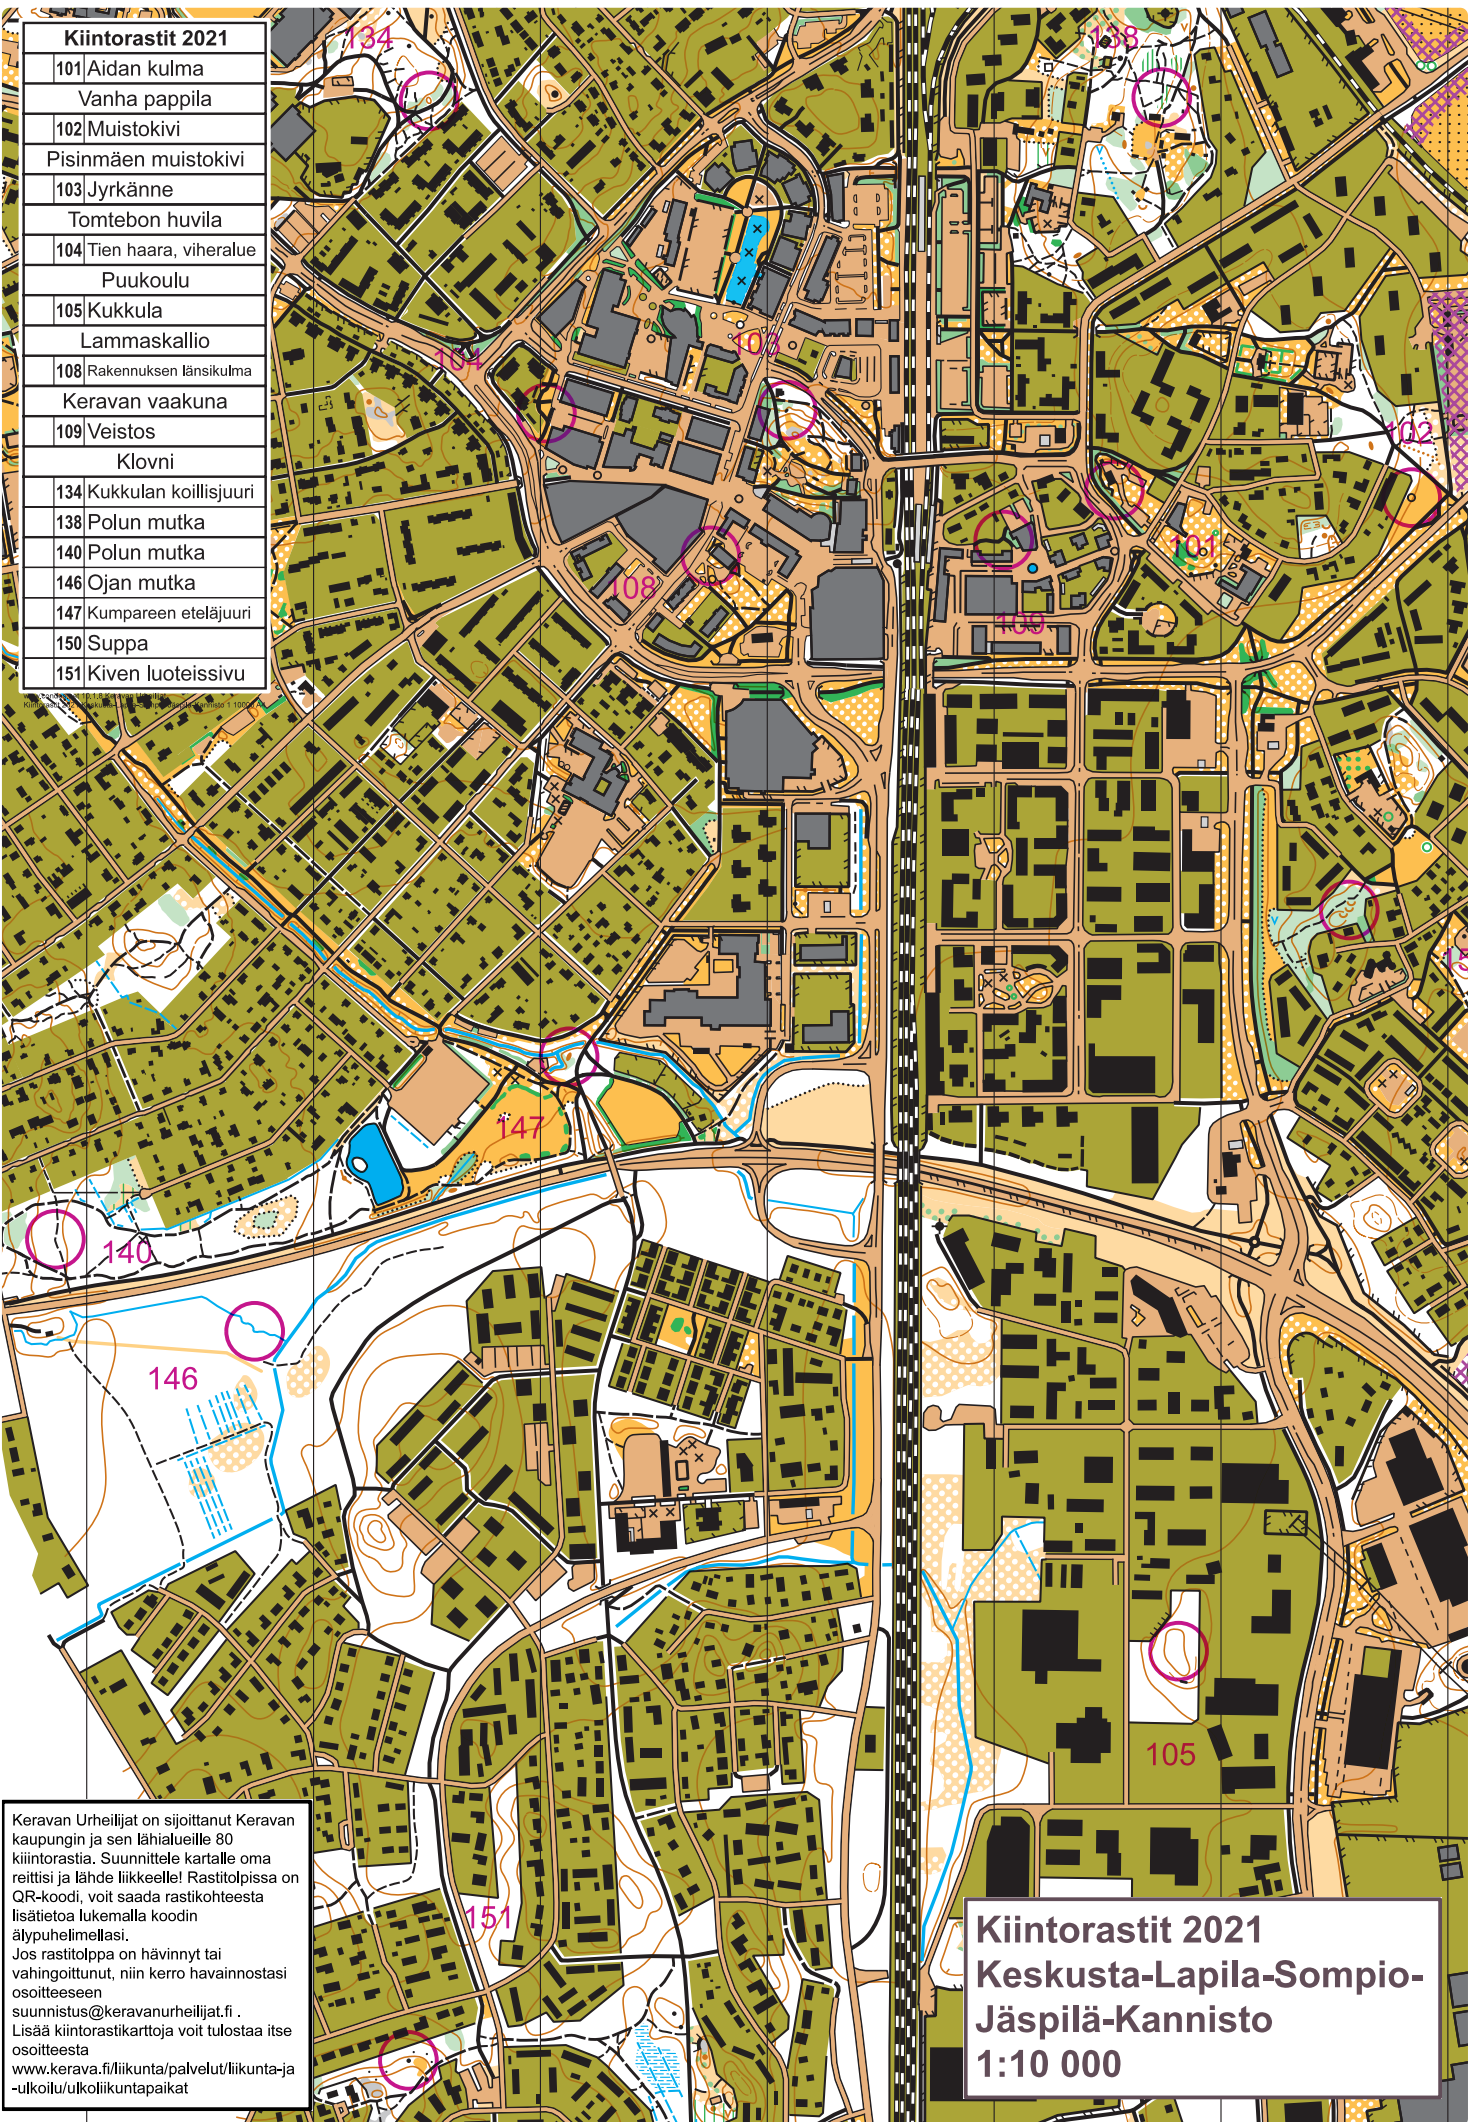 Kiintorastit 2021
101 Aidan kulma
Vanha pappila
102 Muistokivi
Pisinmäen muistokivi
103 Jyrkänne
Tomtebon huvila
104 Tien haara, viheralue
Puukoulu
105 Kukkula
Lammaskallio
108 Rakennuksen länsikulma
Keravan vaakuna
109 Veistos
Klovni
134 Kukkulan koillisjuuri
138 Polun mutka
140 Polun mutka
146 Ojan mutka
147 Kumpareen eteläjuuri
150 Suppa
151 Kiven luoteissivu
134
138
104
103
102
101
108
109
147
140
146
105
151
Keravan Urheilijat on sijoittanut Keravan
kaupungin ja sen lähialueille 80
kiiintorastia. Suunnittele kartalle oma
reittisi ja lähde liikkeelle! Rastitolpissa on
QR-koodi, voit saada rastikohteesta
lisätietoa lukemalla koodin
älypuhelimellasi.
Jos rastitolppa on hävinnyt tai
vahingoittunut, niin kerro havainnostasi
osoitteeseen
suunnistus@keravanurheilijat.fi .
Lisää kiintorastikarttoja voit tulostaa itse
osoitteesta
www.kerava.fi/liikunta/palvelut/liikunta-ja
-ulkoilu/ulkoliikuntapaikat
Kiintorastit 2021
Keskusta-Lapila-Sompio-
Jäspilä-Kannisto
1:10 000